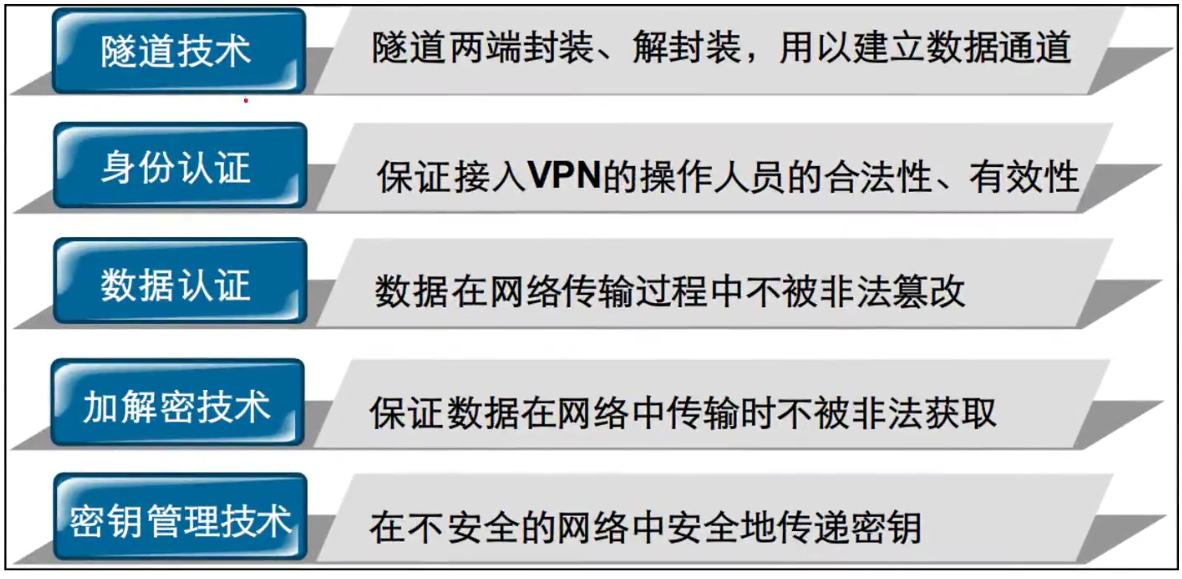 隧道技术
隧道两端封装、解封装，用以建立数据通道
身份认证
保证接入VPN的操作人员的合法性、有效性
数据认证
数据在网络传输过程中不被非法篡改
加解密技术
保证数据在网络中传输时不被非法获取
密钥管理技术
在不安全的网络中安全地传递密钥